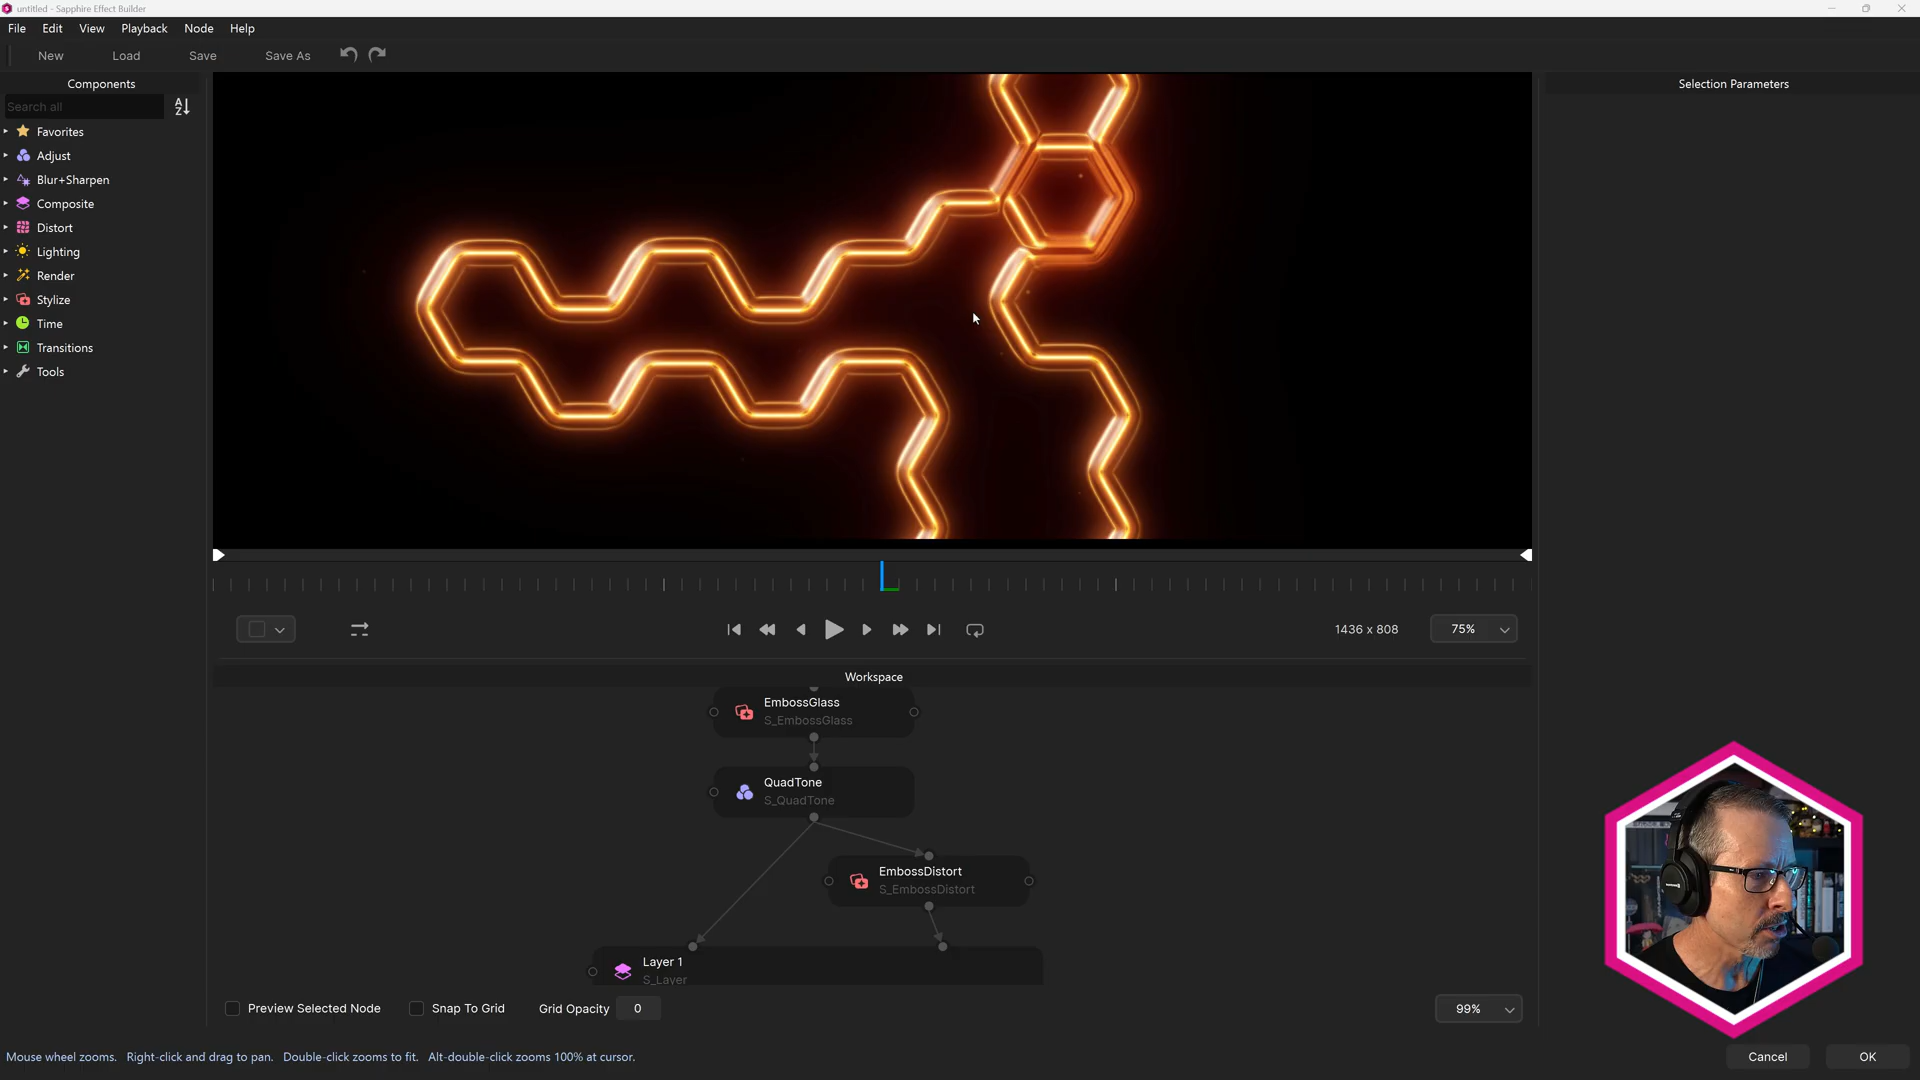 untitled - Sapphire Effect Builder
File Edit View Playback Node Help
New Load Save Save As
Components
Selection Parameters
Search all
AZ
Favorites
Adjust
Blur+Sharpen
Composite
Distort
Lighting
Render
Stylize
Time
Transitions
Tools
1436 x 808
75%
Workspace
EmbossGlass
S_EmbossGlass
QuadTone
S_QuadTone
EmbossDistort
S_EmbossDistort
Layer 1
S_Layer
Preview Selected Node
Snap To Grid
Grid Opacity 0
99%
Mouse wheel zooms. Right-click and drag to pan. Double-click zooms to fit. Alt-double-click zooms 100% at cursor.
Cancel
OK